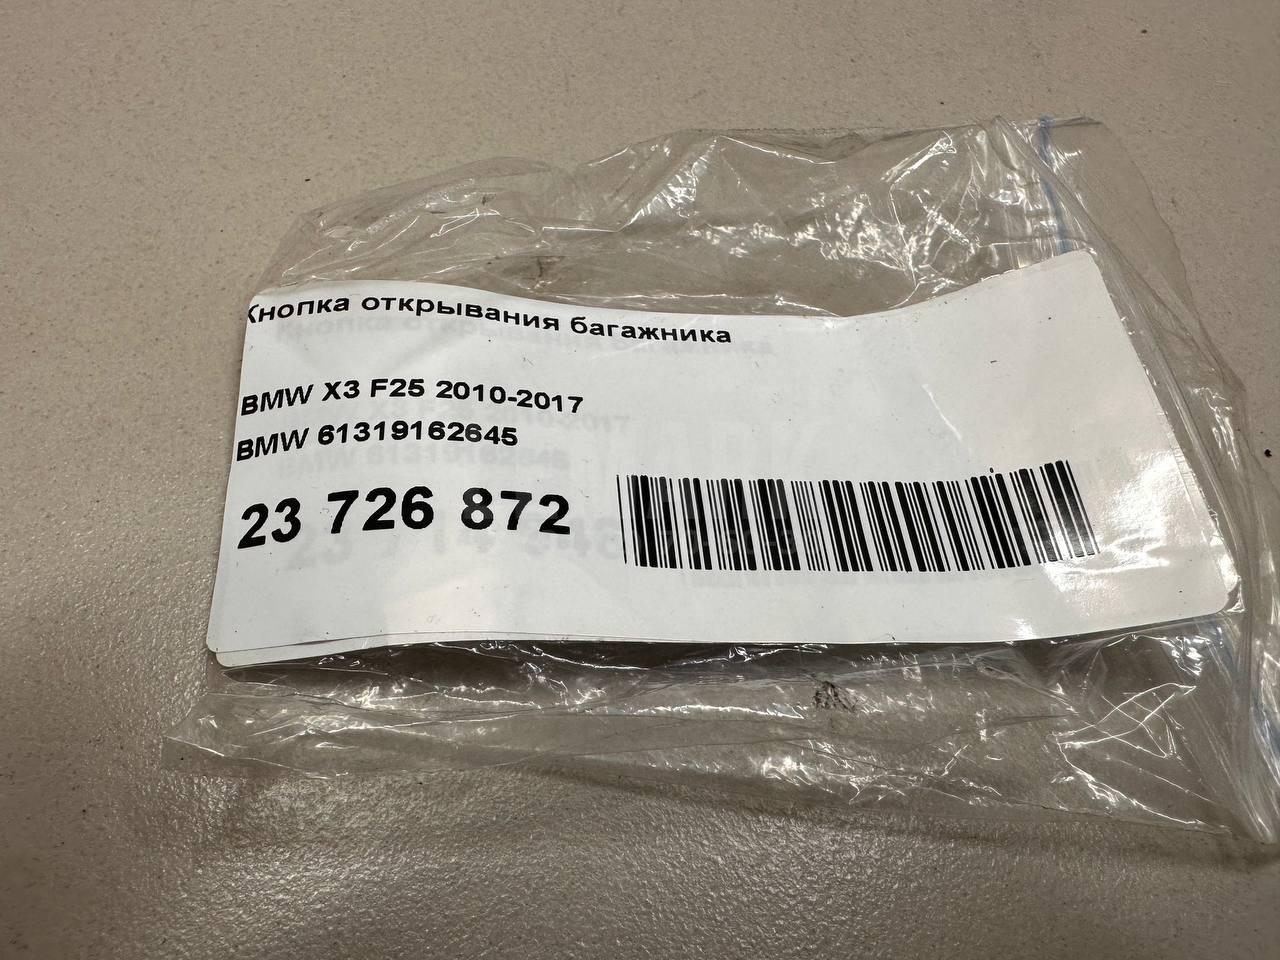 Кнопка открывания багажника
BMW X3 F25 2010-2017
BMW 61319162645
23 726 872